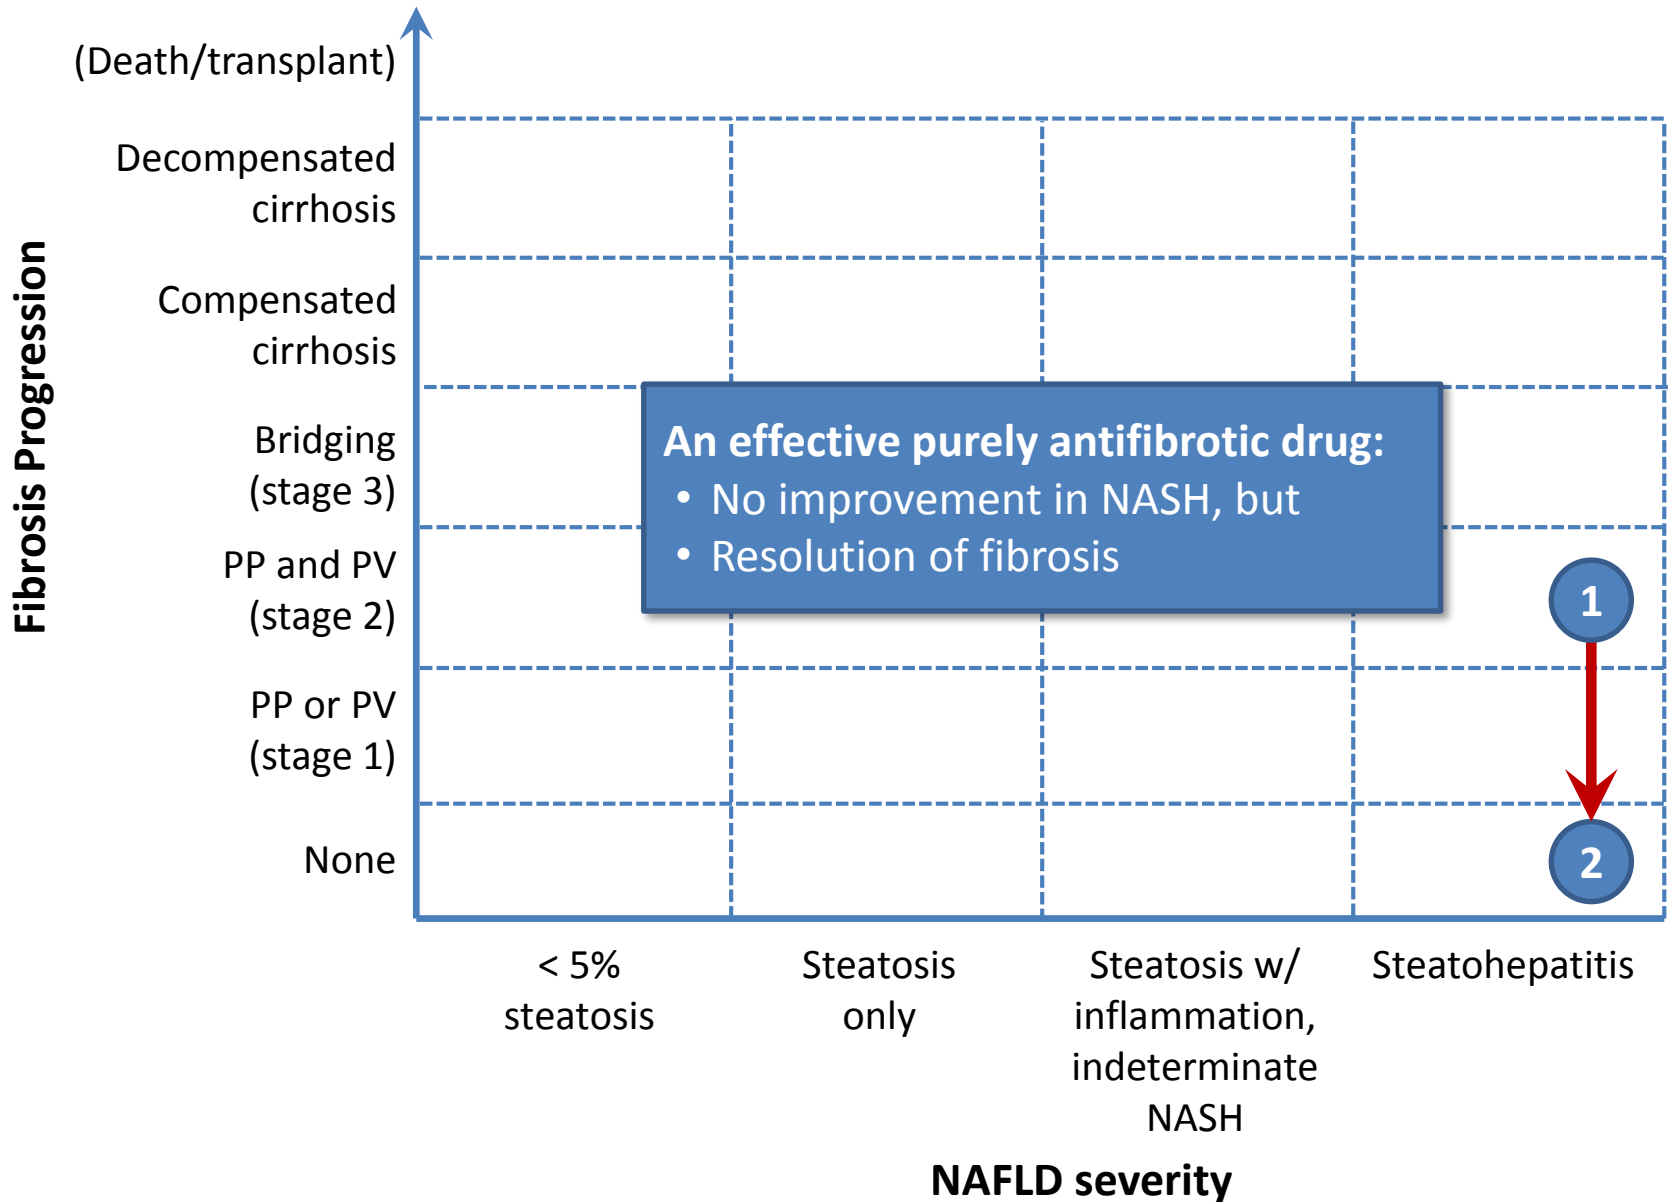 Fibrosis Progression
(Death/transplant)
Decompensated
cirrhosis
Compensated
cirrhosis
Bridging
(stage 3)
PP and PV
(stage 2)
PP or PV
(stage 1)
None
An effective purely antifibrotic drug:
• No improvement in NASH, but
• Resolution of fibrosis
1
2
< 5%
steatosis
Steatosis
only
Steatosis w/
inflammation,
indeterminate
NASH
Steatohepatitis
NAFLD severity